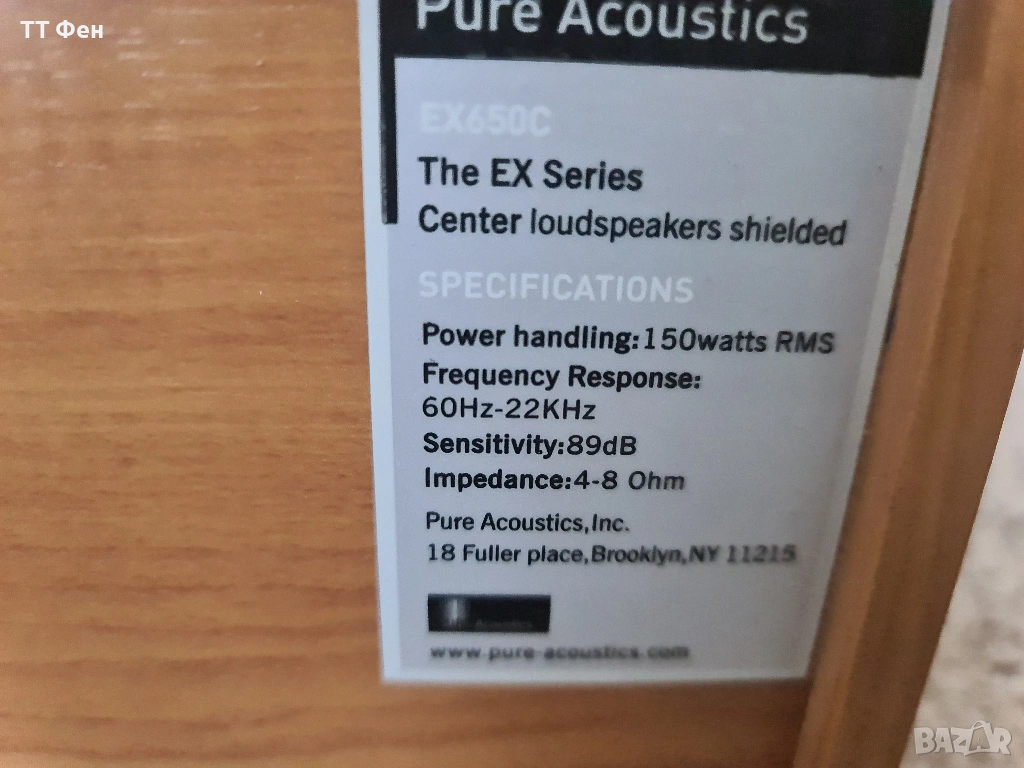 ТТ Фен
Pure Acoustics
EX650C
The EX Series
Center loudspeakers shielded
SPECIFICATIONS
Power handling:150watts RMS
Frequency Response:
60Hz-22KHz
Sensitivity:89dB
Impedance:4-8 Ohm
Pure Acoustics,Inc.
18 Fuller place,Brooklyn,NY 11215
Acoustics
www.pure-acoustics.com
BAZAR